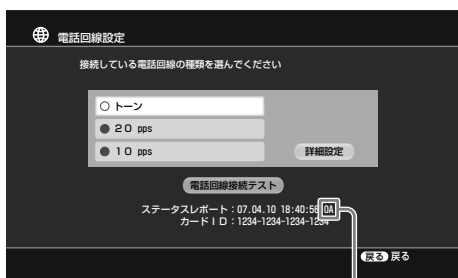 電話回線設定
接続している電話回線の種類を選んでください
トーン
20 pps
10 pps
詳細設定
電話回線接続テスト
ステータスレポート:07.04.10 18:40:56 0A
カードID:1234-1234-1234-1234
戻る 戻る